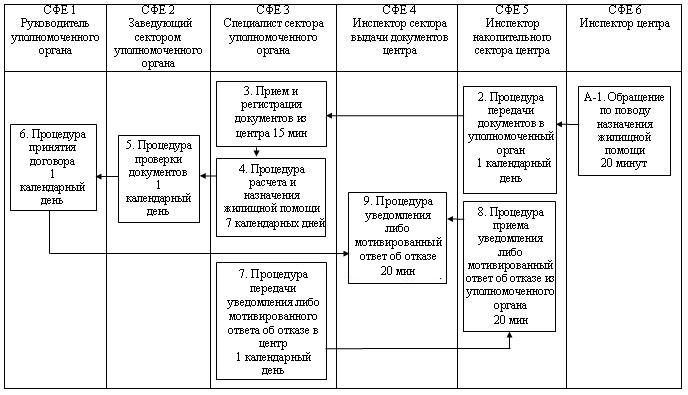 СФЕ 1
Руководитель
уполномоченного
органа
СФЕ 2
Заведующий
сектором
уполномоченного
органа
СФЕ 3
Специалист сектора
уполномоченного
органа
СФЕ 4
Инспектор сектора
выдачи документов
центра
СФЕ 5
Инспектор
накопительного
сектора центра
СФЕ 6
Инспектор центра
А-1. Обращение
по поводу
назначения
жилищной
помощи
20 минут
2. Процедура
передачи
документов в
уполномоченный
орган
1 календарный
день
3. Прием и
регистрация
документов из
центра 15 мин
4. Процедура
расчета и
назначения
жилищной помощи
7 календарных дней
5. Процедура
проверки
документов
1
календарный
день
6. Процедура
принятия
договора
1
календарный
день
7. Процедура
передачи
уведомления либо
мотивированного
ответа об отказе в
центр
1 календарный
день
8. Процедура
приема
уведомления
либо
мотивированный
ответ об отказе из
уполномоченного
органа
20 мин
9. Процедура
уведомления
либо
мотивированный
ответ об отказе
20 мин